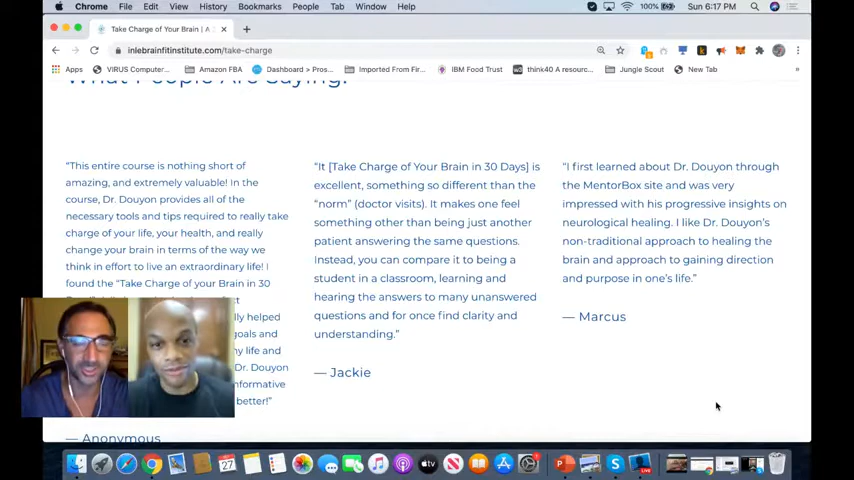 Chrome File Edit View History Bookmarks People Tab Window Help 100% Sun 6:17 PM
Take Charge of Your Brain | A
inlebrainfitinstitute.com/take-charge
Apps VIRUS Computer... Amazon FBA Dashboard > Pros... Imported From Fir... IBM Food Trust think40 A resourc... Jungle Scout New Tab
What People Are Saying:
“This entire course is nothing short of
amazing, and extremely valuable! In the
course, Dr. Douyon provides all of the
necessary tools and tips required to really take
charge of your life, your health, and really
change your brain in terms of the way we
think in effort to live an extraordinary life! I
found the “Take Charge of your Brain in 30
helped
goals and
my life and
Dr. Douyon
informative
better!”
— Anonymous
“It [Take Charge of Your Brain in 30 Days] is
excellent, something so different than the
“norm” (doctor visits). It makes one feel
something other than being just another
patient answering the same questions.
Instead, you can compare it to being a
student in a classroom, learning and
hearing the answers to many unanswered
questions and for once find clarity and
understanding.”
— Jackie
“I first learned about Dr. Douyon through
the MentorBox site and was very
impressed with his progressive insights on
neurological healing. I like Dr. Douyon’s
non-traditional approach to healing the
brain and approach to gaining direction
and purpose in one’s life.”
— Marcus